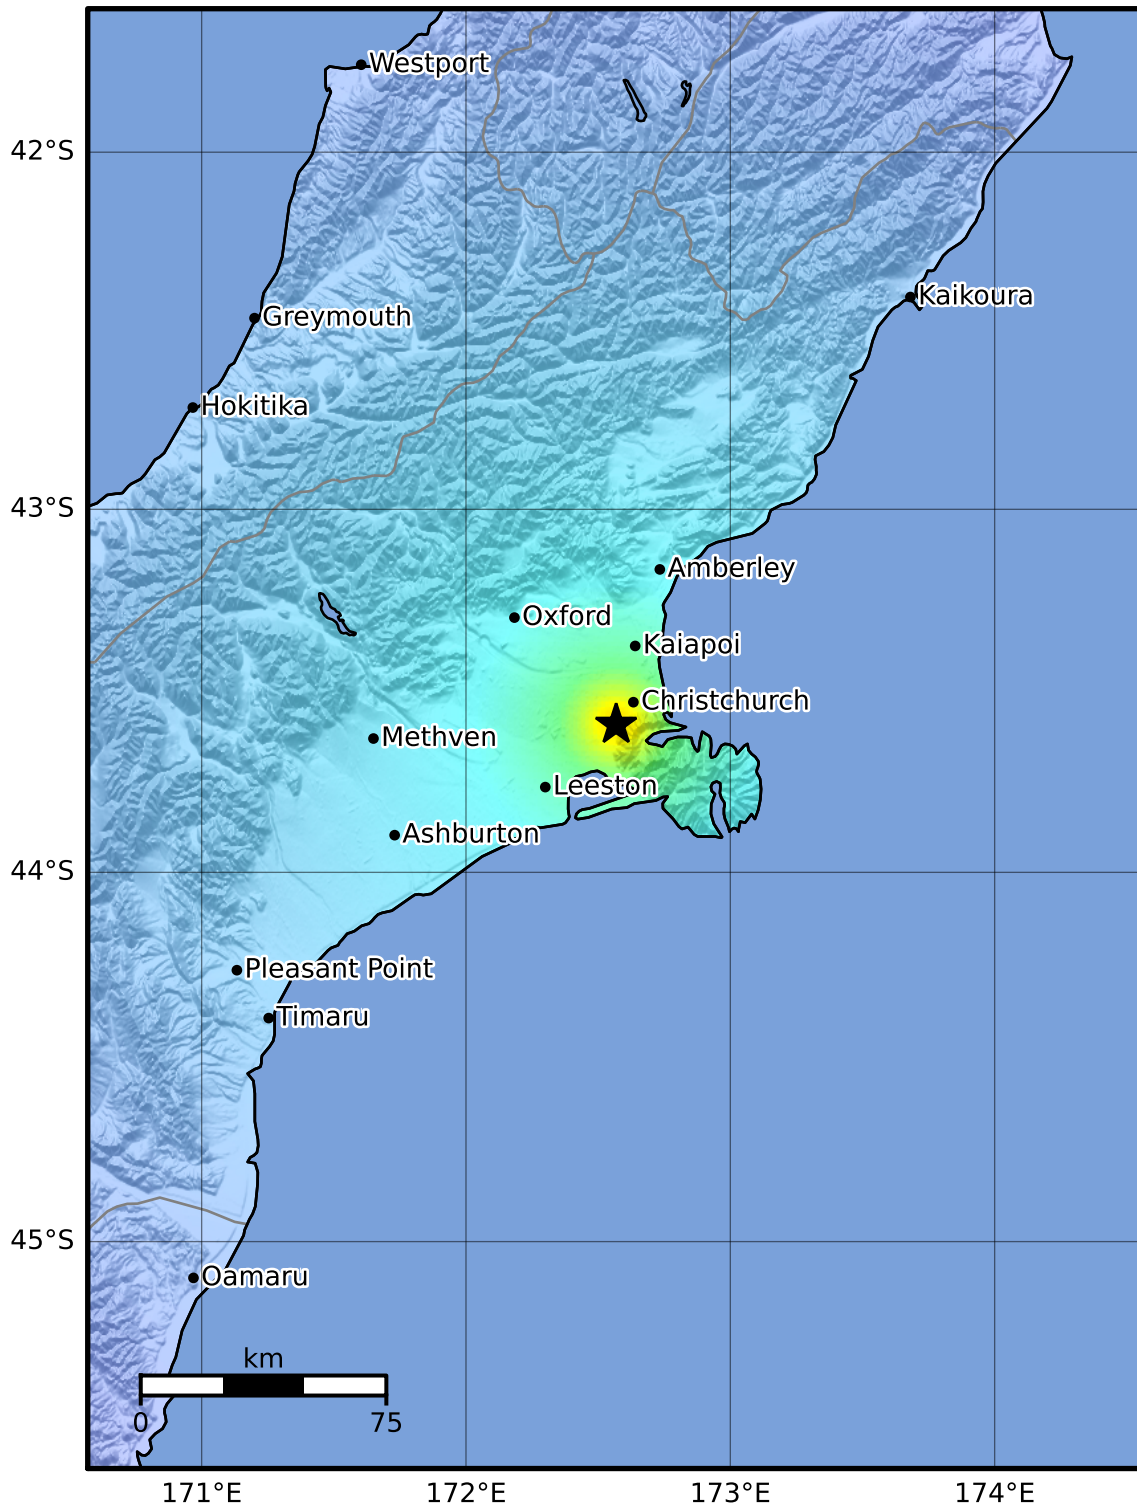 Westport
42°S
Kaikoura
Greymouth
Hokitika
43°S
Amberley
Oxford
Kaiapoi
Christchurch
Methven
Leeston
Ashburton
44°S
Pleasant Point
Timaru
45°S
Oamaru
km
0 75
171°E 172°E 173°E 174°E